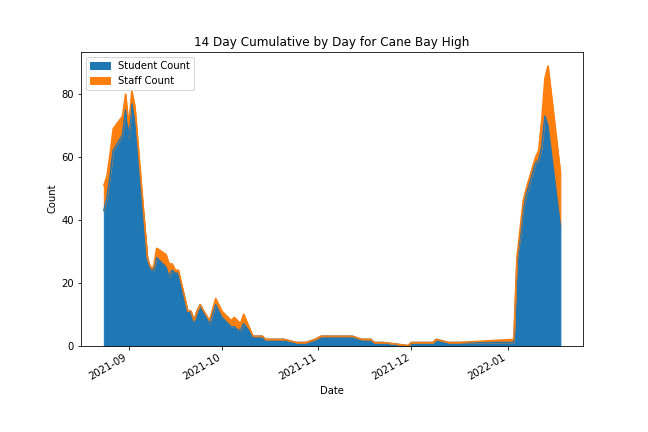 14 Day Cumulative by Day for Cane Bay High
Student Count
Staff Count
80
60
40
20
0
Count
2021-09
2021-10
2021-11
2021-12
2022-01
Date